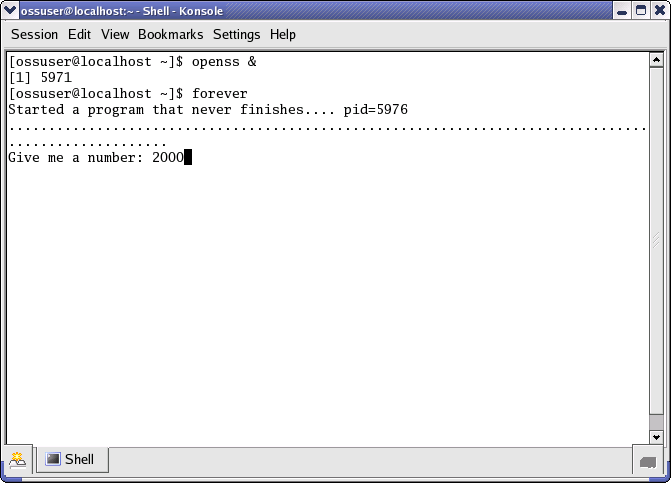 ossuser@localhost:~ - Shell - Konsole
Session Edit View Bookmarks Settings Help
[ossuser@localhost ~]$ openss &
[1] 5971
[ossuser@localhost ~]$ forever
Started a program that never finishes.... pid=5976
................................................................................
....................
Give me a number: 2000
Shell